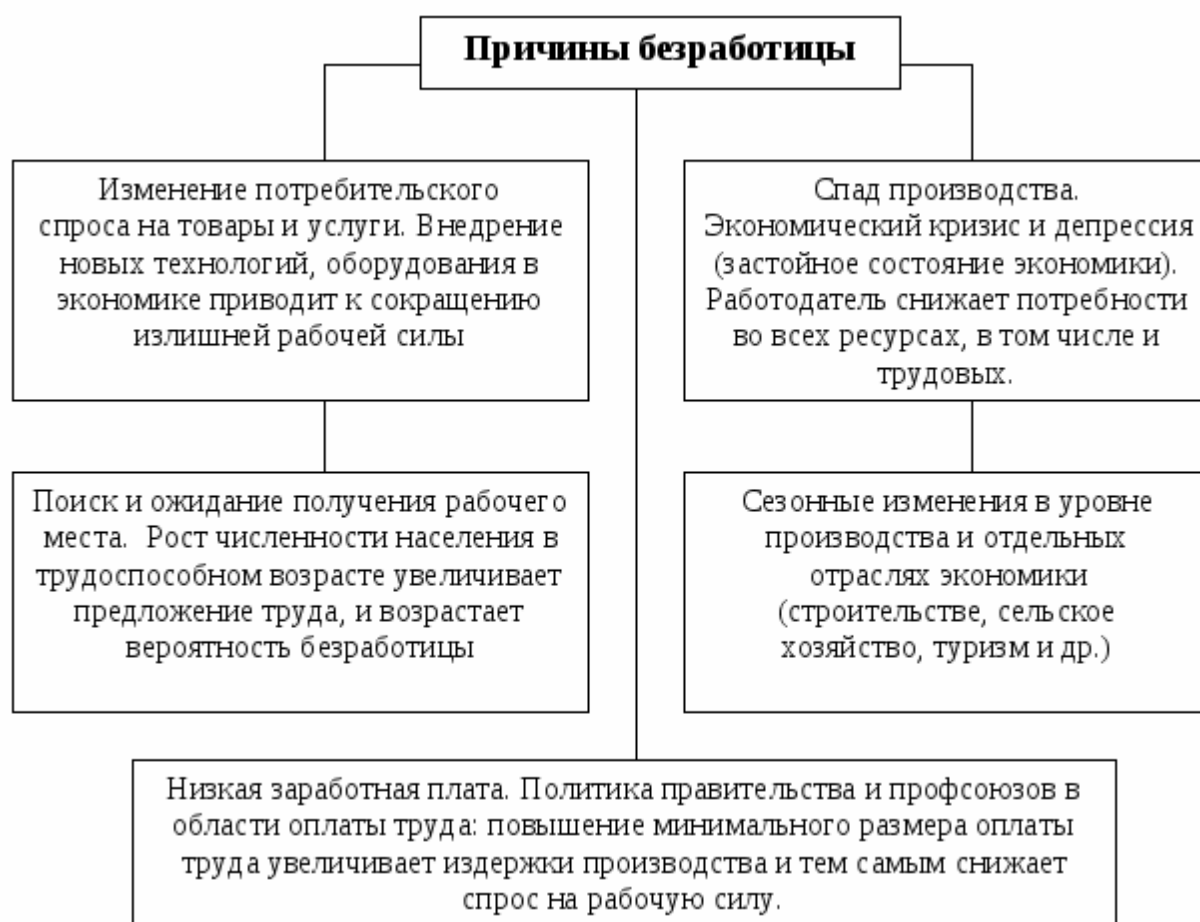 Причины безработицы
Изменение потребительского
спроса на товары и услуги. Внедрение
новых технологий, оборудования в
экономике приводит к сокращению
излишней рабочей силы
Спад производства.
Экономический кризис и депрессия
(застойное состояние экономики).
Работодатель снижает потребности
во всех ресурсах, в том числе и
трудовых.
Поиск и ожидание получения рабочего
места. Рост численности населения в
трудоспособном возрасте увеличивает
предложение труда, и возрастает
вероятность безработицы
Сезонные изменения в уровне
производства и отдельных
отраслях экономики
(строительстве, сельское
хозяйство, туризм и др.)
Низкая заработная плата. Политика правительства и профсоюзов в
области оплаты труда: повышение минимального размера оплаты
труда увеличивает издержки производства и тем самым снижает
спрос на рабочую силу.